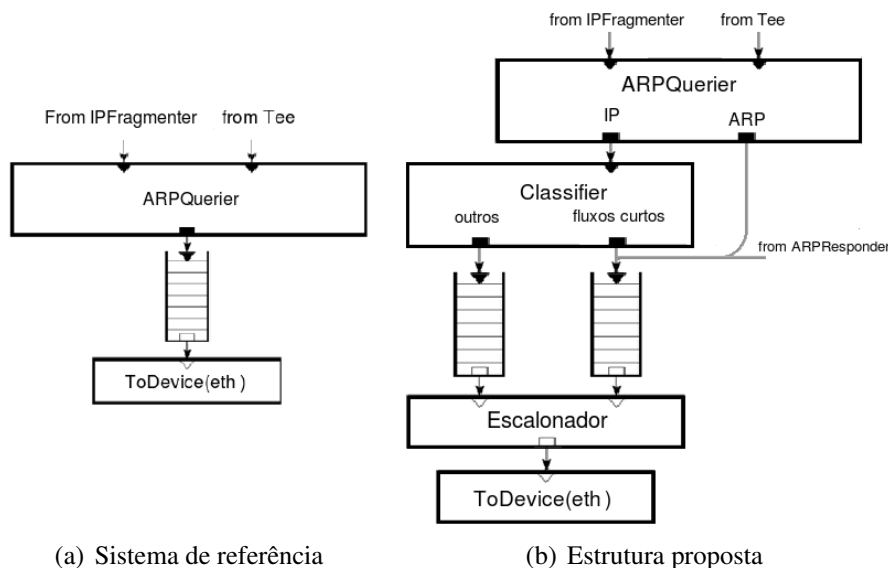 From IPFragmenter from Tee
ARPQuerier
ToDevice(eth )
(a) Sistema de referência
from IPFragmenter from Tee
ARPQuerier
IP ARP
Classifier
outros fluxos curtos
from ARPResponder
Escalonador
ToDevice(eth )
(b) Estrutura proposta